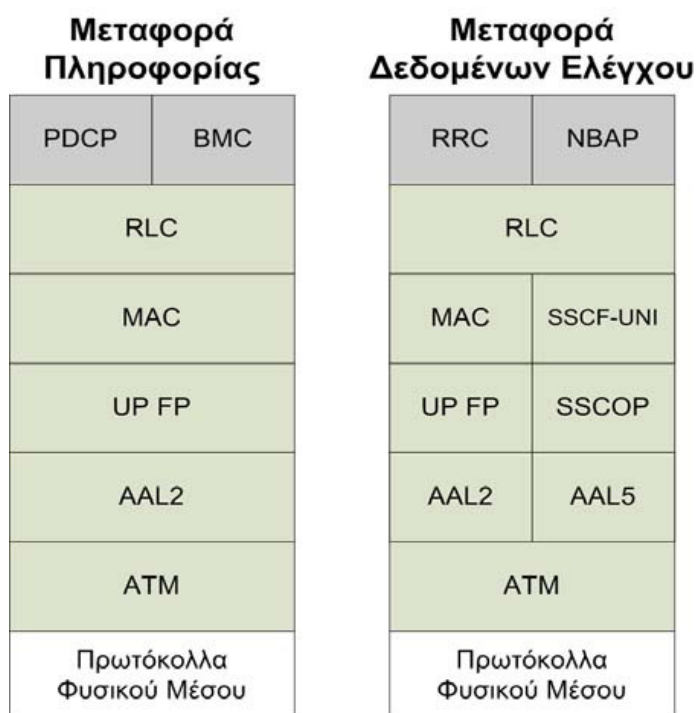 Μεταφορά
Πληροφορίας
PDCP BMC
RLC
MAC
UP FP
AAL2
ATM
Πρωτόκολλα
Φυσικού Μέσου
Μεταφορά
Δεδομένων Ελέγχου
RRC NBAP
RLC
MAC SSCF-UNI
UP FP SSCOP
AAL2 AAL5
ATM
Πρωτόκολλα
Φυσικού Μέσου